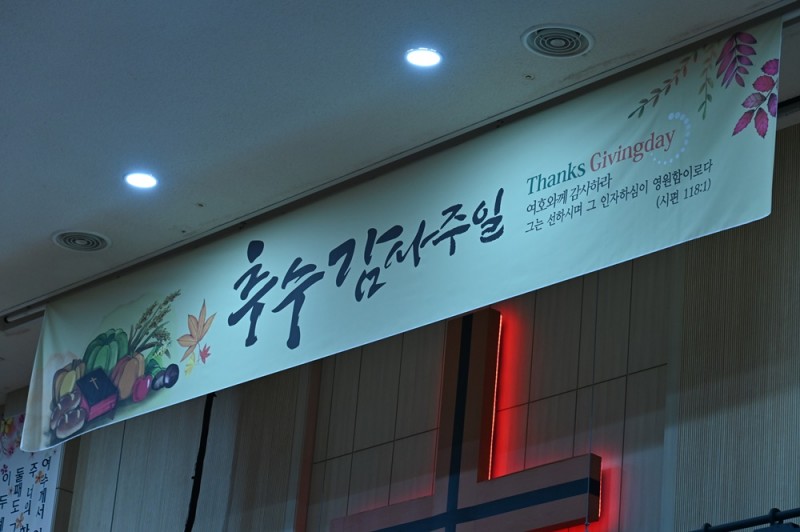 추수감사주일
Thanks Givingday
여호와께 감사하라
그는 선하시며 그 인자하심이 영원함이로다
(시편 118:1)